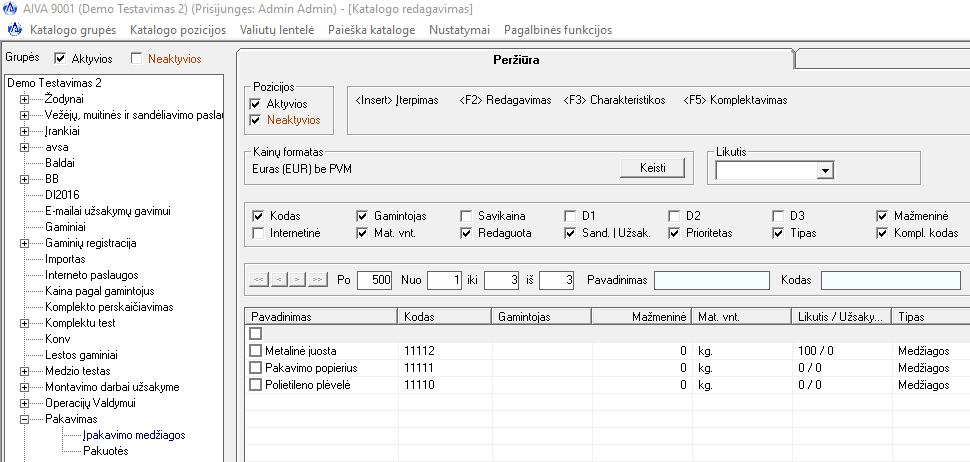 AIVA 9001 (Demo Testavimas 2) (Prisijungęs: Admin Admin) - [Katalogo redagavimas]
Katalogo grupės Katalogo pozicijos Valiutų lentelė Paieška kataloge Nustatymai Pagalbinės funkcijos
Grupės Aktyvios Neaktyvios
Demo Testavimas 2
Žodynai
Vežėjų, muitinės ir sandėliavimo paslau
Įrankiai
avsa
Baldai
BB
DI2016
E-mailai užsakymų gavimui
Gaminiai
Gaminių registracija
Importas
Interneto paslaugos
Kaina pagal gamintojus
Komplekto perskaičiavimas
Komplektu test
Konv
Lestos gaminiai
Medzio testas
Montavimo darbai užsakyme
Operacijų Valdymui
Pakavimas
Įpakavimo medžiagos
Pakuotės
Peržiūra
Pozicijos
Aktyvios
Neaktyvios
<Insert> Įterpimas <F2> Redagavimas <F3> Charakteristikos <F5> Komplektavimas
Kainų formatas
Euras (EUR) be PVM Keisti
Likutis
Kodas Gamintojas Savikaina D1 D2 D3 Mažmeninė
Internetinė Mat. vnt. Redaguota Sand. | Užsak. Prioritetas Tipas Kompl. kodas
<< < > >> Po 500 Nuo 1 iki 3 iš 3 Pavadinimas Kodas
Pavadinimas Kodas Gamintojas Mažmeninė Mat. vnt. Likutis / Užsaky... Tipas
Metalinė juosta 11112 0 kg. 100 / 0 Medžiagos
Pakavimo popierius 11111 0 kg. 0 / 0 Medžiagos
Polietileno plėvelė 11110 0 kg. 0 / 0 Medžiagos